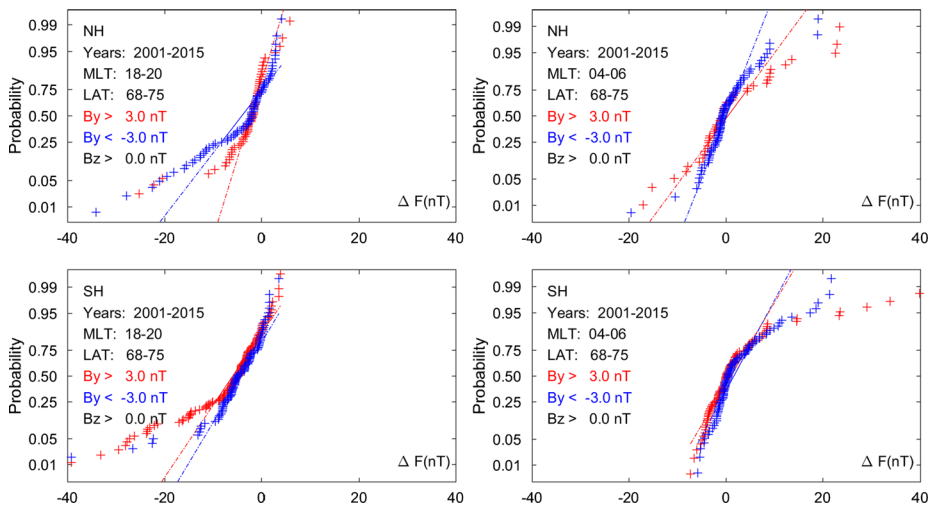 0.99
0.95
0.75
0.50
0.25
0.05
0.01
Probability
NH
Years: 2001-2015
MLT: 18-20
LAT: 68-75
By > 3.0 nT
By < -3.0 nT
Bz > 0.0 nT
Δ F(nT)
-40 -20 0 20 40
0.99
0.95
0.75
0.50
0.25
0.05
0.01
Probability
NH
Years: 2001-2015
MLT: 04-06
LAT: 68-75
By > 3.0 nT
By < -3.0 nT
Bz > 0.0 nT
Δ F(nT)
-40 -20 0 20 40
0.99
0.95
0.75
0.50
0.25
0.05
0.01
Probability
SH
Years: 2001-2015
MLT: 18-20
LAT: 68-75
By > 3.0 nT
By < -3.0 nT
Bz > 0.0 nT
Δ F(nT)
-40 -20 0 20 40
0.99
0.95
0.75
0.50
0.25
0.05
0.01
Probability
SH
Years: 2001-2015
MLT: 04-06
LAT: 68-75
By > 3.0 nT
By < -3.0 nT
Bz > 0.0 nT
Δ F(nT)
-40 -20 0 20 40